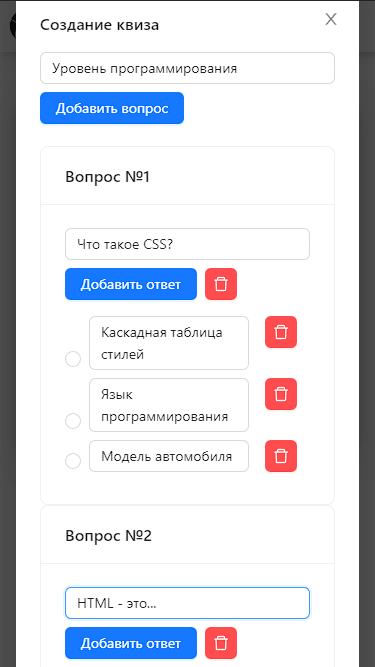 Создание квиза
Уровень программирования
Добавить вопрос
Вопрос №1
Что такое CSS?
Добавить ответ
Каскадная таблица
стилей
Язык
программирования
Модель автомобиля
Вопрос №2
HTML - это...
Добавить ответ